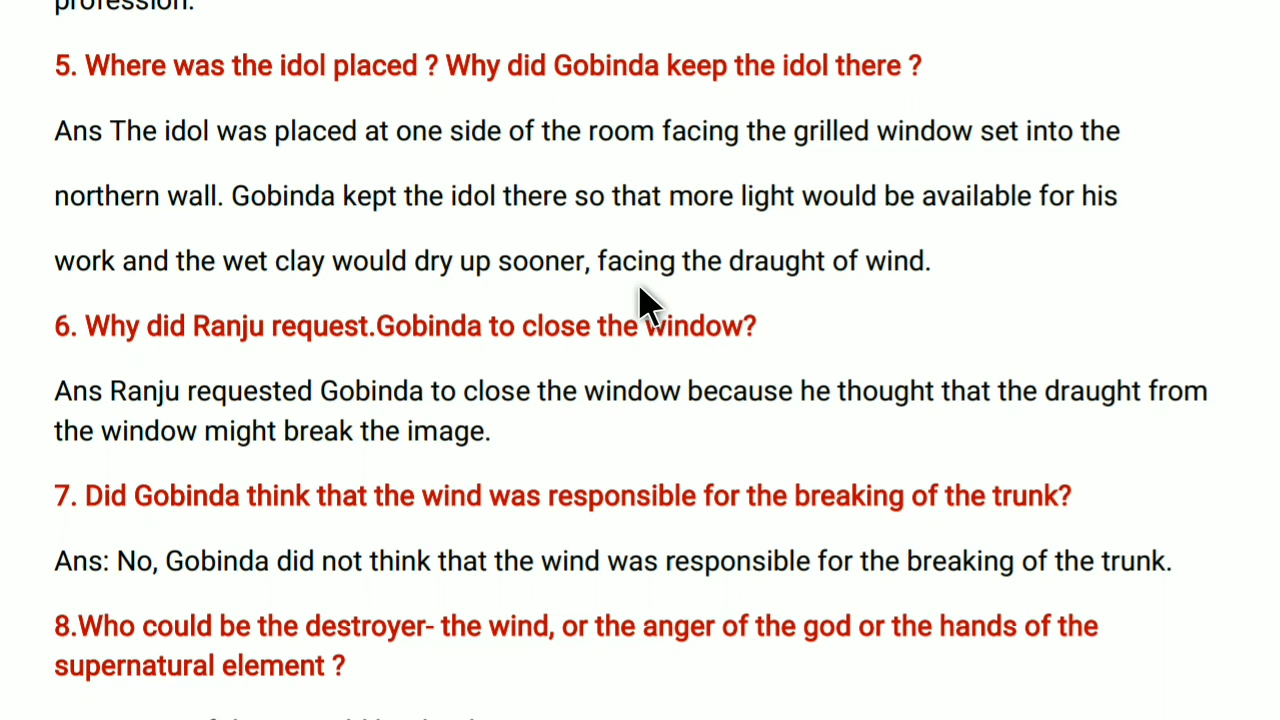 profession.
5. Where was the idol placed ? Why did Gobinda keep the idol there ?
Ans The idol was placed at one side of the room facing the grilled window set into the
northern wall. Gobinda kept the idol there so that more light would be available for his
work and the wet clay would dry up sooner, facing the draught of wind.
6. Why did Ranju request.Gobinda to close the window?
Ans Ranju requested Gobinda to close the window because he thought that the draught from
the window might break the image.
7. Did Gobinda think that the wind was responsible for the breaking of the trunk?
Ans: No, Gobinda did not think that the wind was responsible for the breaking of the trunk.
8.Who could be the destroyer- the wind, or the anger of the god or the hands of the
supernatural element ?